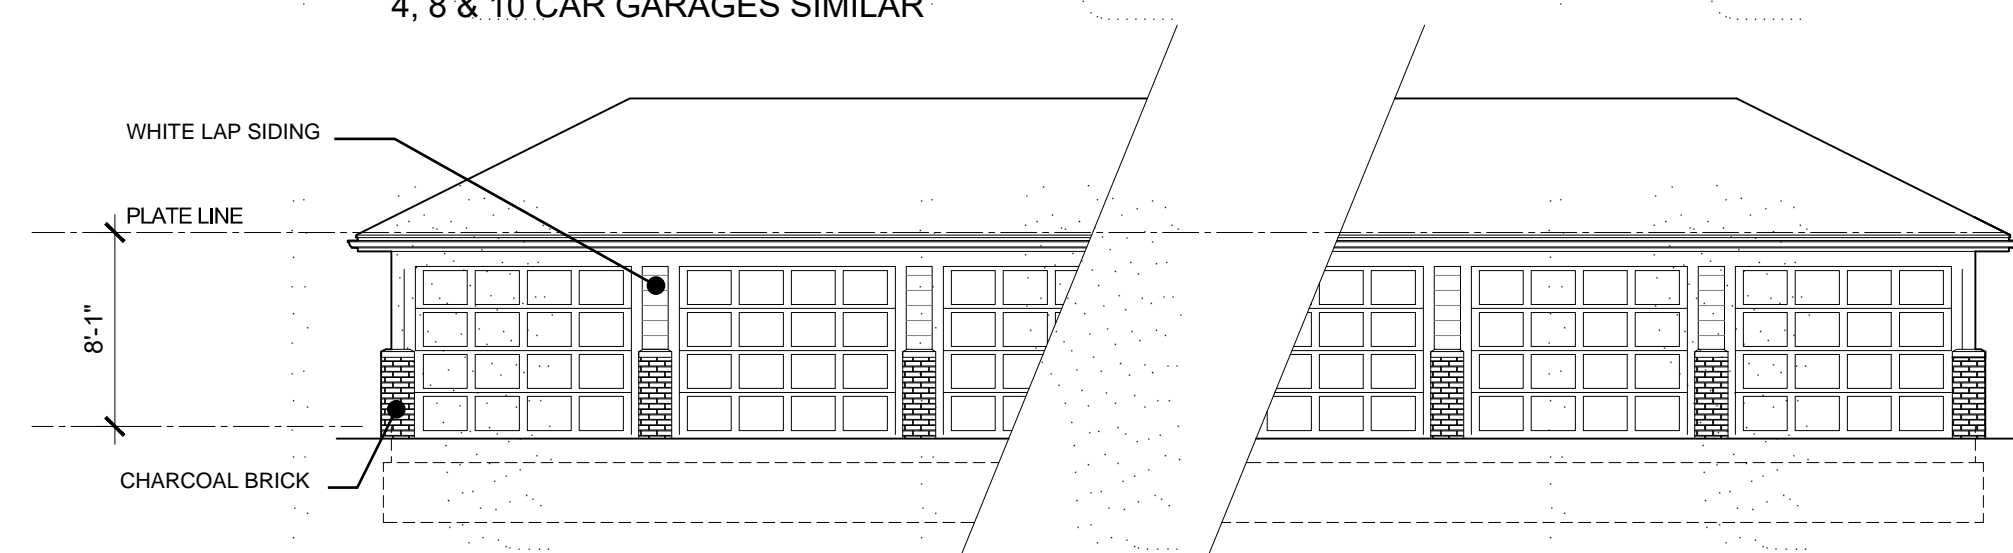 4, 8 & 10 CAR GARAGES SIMILAR
WHITE LAP SIDING
PLATE LINE
8'-1"
CHARCOAL BRICK